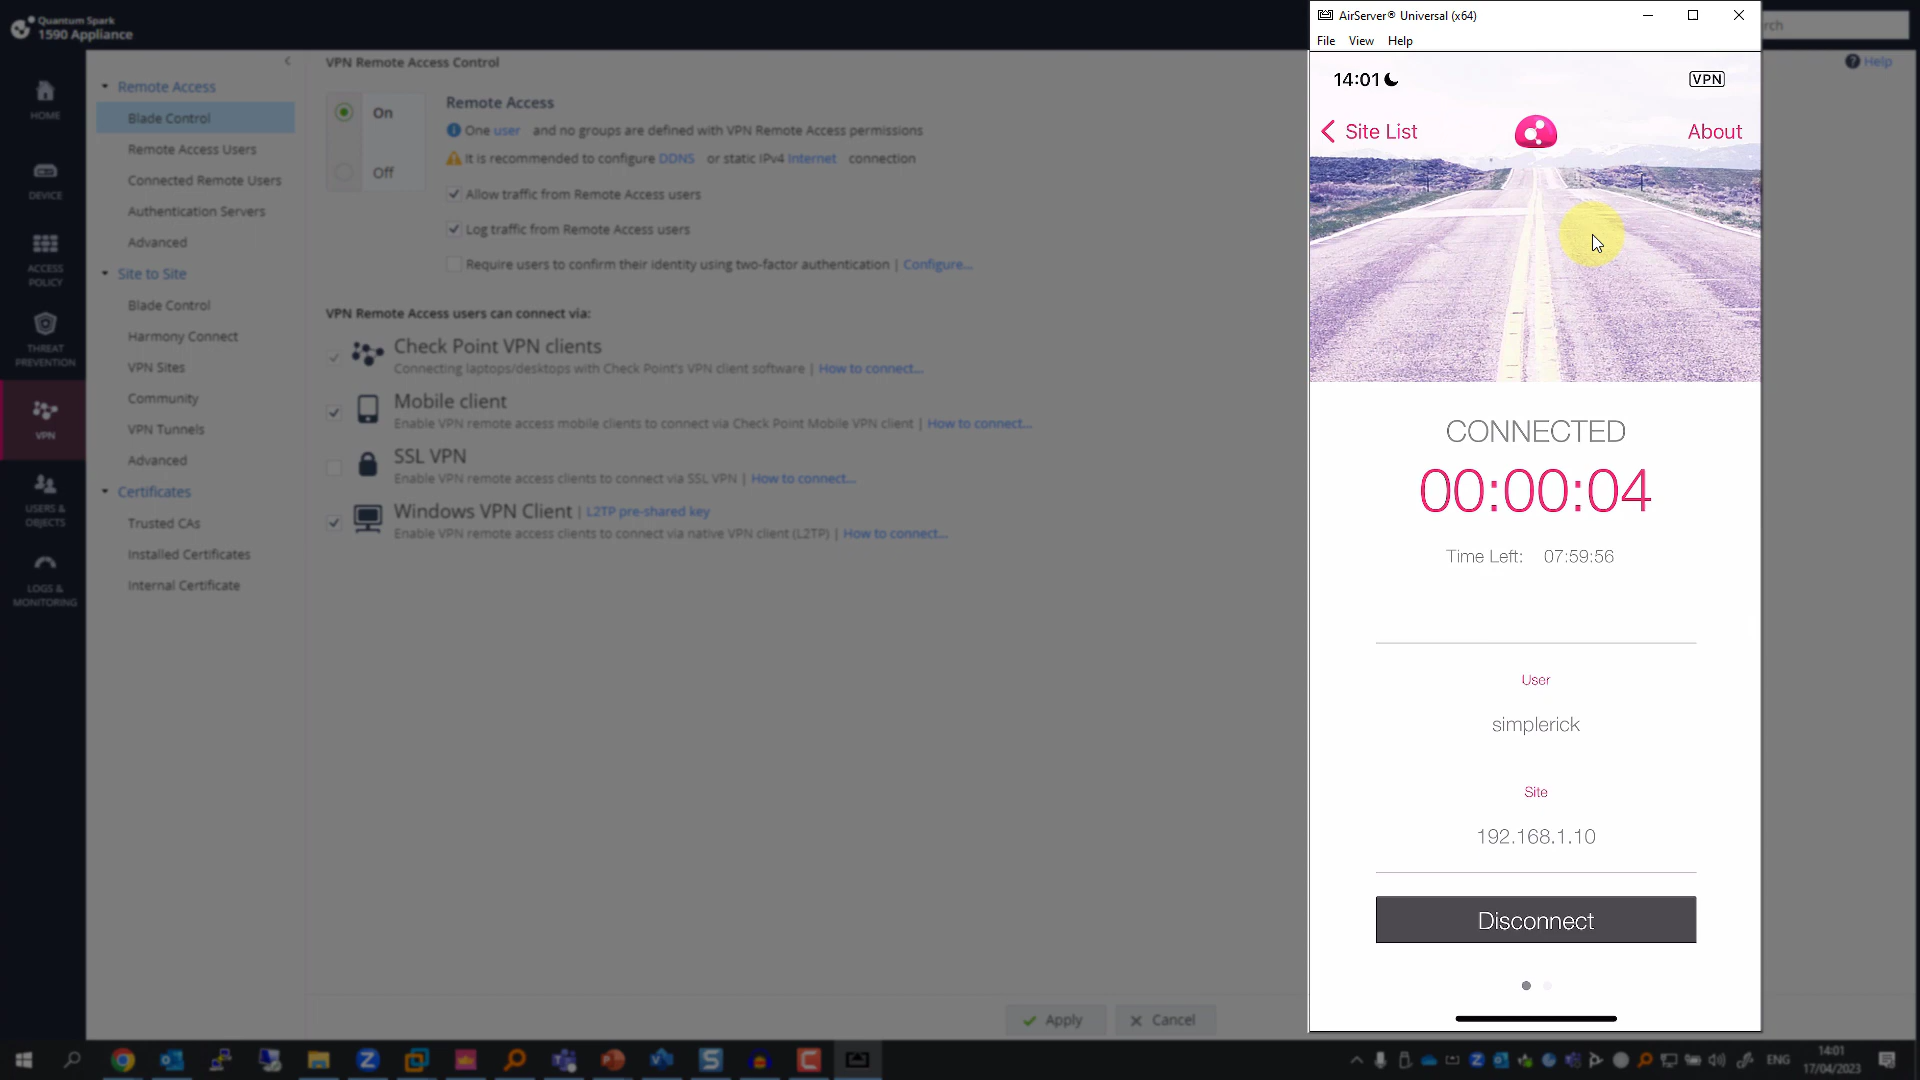 Quantum Spark
1590 Appliance
HOME
DEVICE
ACCESS
POLICY
THREAT
PREVENTION
VPN
USERS &
OBJECTS
LOGS &
MONITORING
Remote Access
Blade Control
Remote Access Users
Connected Remote Users
Authentication Servers
Advanced
Site to Site
Blade Control
Harmony Connect
VPN Sites
Community
VPN Tunnels
Advanced
Certificates
Trusted CAs
Installed Certificates
Internal Certificate
VPN Remote Access Control
On
Off
Remote Access
One user and no groups are defined with VPN Remote Access permissions
It is recommended to configure DDNS or static IPv4 Internet connection
Allow traffic from Remote Access users
Log traffic from Remote Access users
Require users to confirm their identity using two-factor authentication | Configure...
VPN Remote Access users can connect via:
Check Point VPN clients
Connecting laptops/desktops with Check Point's VPN client software | How to connect...
Mobile client
Enable VPN remote access mobile clients to connect via Check Point Mobile VPN client | How to connect...
SSL VPN
Enable VPN remote access clients to connect via SSL VPN | How to connect...
Windows VPN Client | L2TP pre-shared key
Enable VPN remote access clients to connect via native VPN client (L2TP) | How to connect...
Apply
Cancel
Help
AirServer® Universal (x64)
File View Help
14:01
VPN
Site List
About
CONNECTED
00:00:04
Time Left: 07:59:56
User
simplerick
Site
192.168.1.10
Disconnect
ENG
14:01
17/04/2023